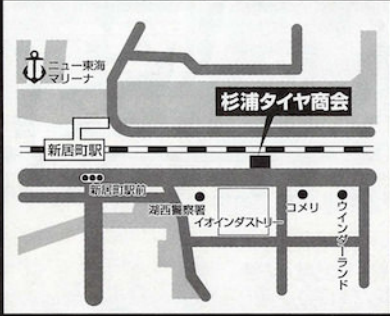 ニュー東海
マリーナ
杉浦タイヤ商会
新居町駅
新居町駅前
湖西警察署
イオインダストリー
コメリ
ウインダーランド